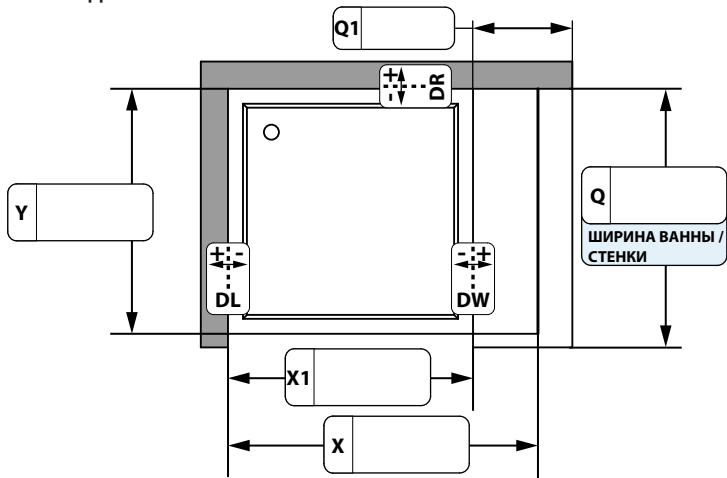 Q1
+ - DR
Y
Q
ШИРИНА ВАННЫ /
СТЕНКИ
+ -
DL
- +
DW
X1
X